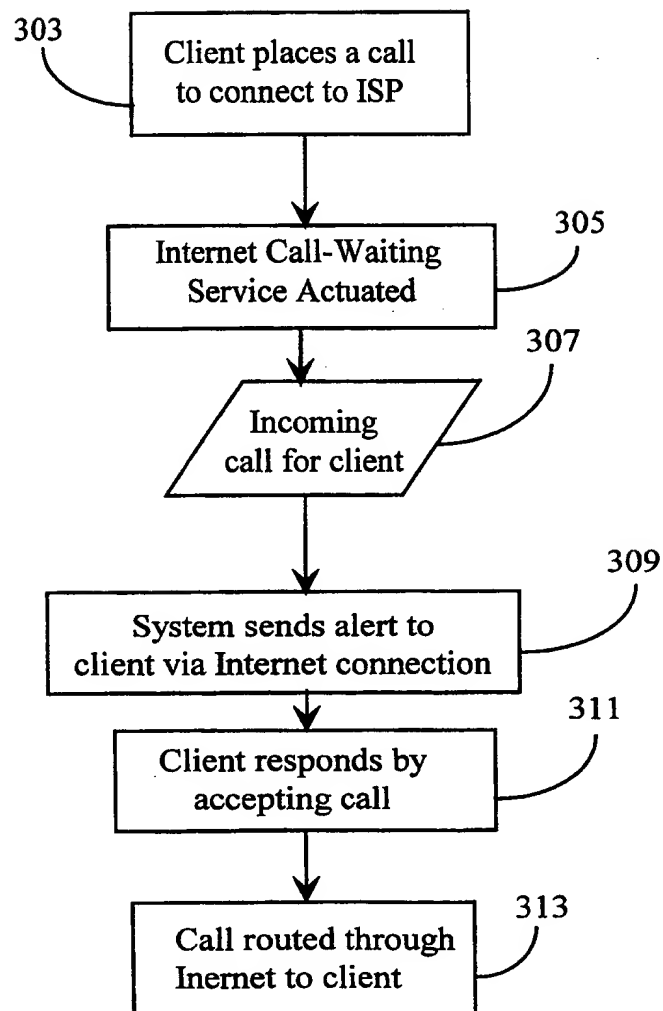 303
Client places a call
to connect to ISP
305
Internet Call-Waiting
Service Actuated
307
Incoming
call for client
309
System sends alert to
client via Internet connection
311
Client responds by
accepting call
313
Call routed through
Inernet to client